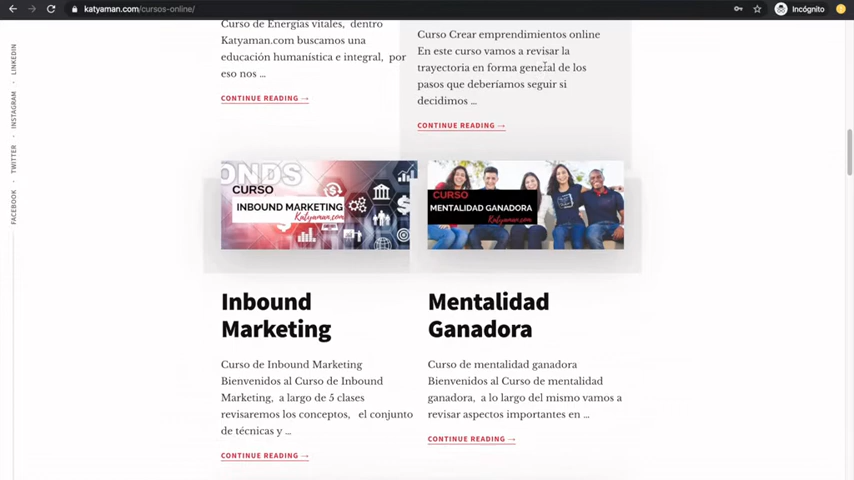 katyaman.com/cursos-online/
Incógnito
LINKEDIN
INSTAGRAM
TWITTER
FACEBOOK
Curso de Energías vitales, dentro
Katyaman.com buscamos una
educación humanística e integral, por
eso nos ...
CONTINUE READING →
Curso Crear emprendimientos online
En este curso vamos a revisar la
trayectoria en forma general de los
pasos que deberíamos seguir si
decidimos ...
CONTINUE READING →
ONDS
CURSO
INBOUND MARKETING
Katyaman.com
CURSO
MENTALIDAD GANADORA
Katyaman.com
Inbound
Marketing
Curso de Inbound Marketing
Bienvenidos al Curso de Inbound
Marketing, a largo de 5 clases
revisaremos los conceptos, el conjunto
de técnicas y ...
CONTINUE READING →
Mentalidad
Ganadora
Curso de mentalidad ganadora
Bienvenidos al Curso de mentalidad
ganadora, a lo largo del mismo vamos a
revisar aspectos importantes en ...
CONTINUE READING →